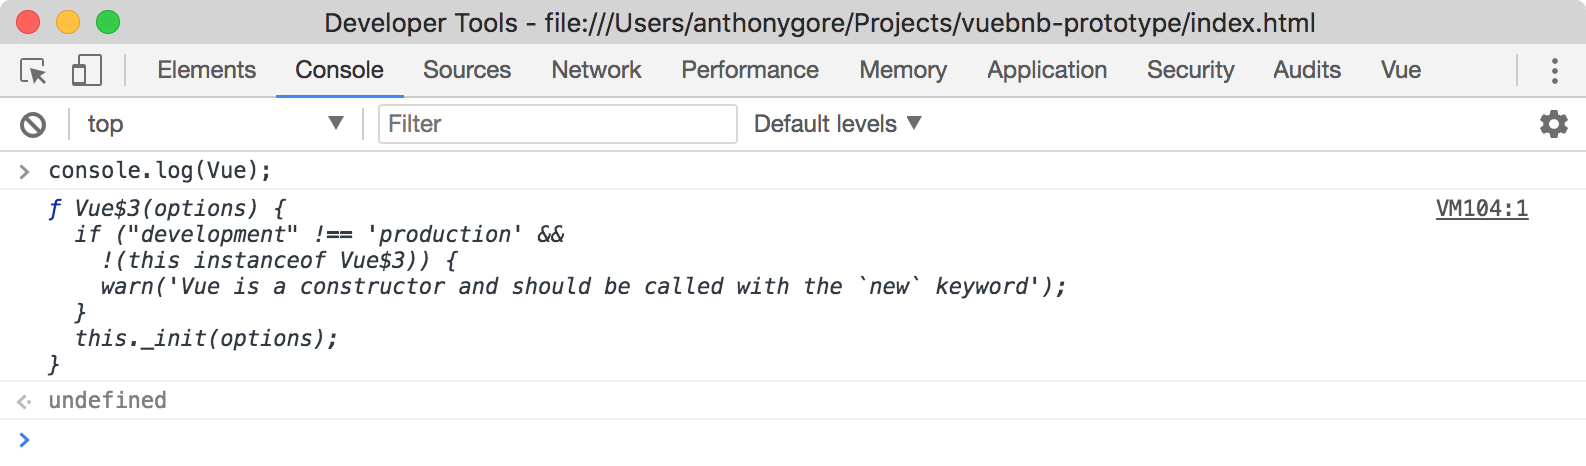 Developer Tools - file:///Users/anthonygore/Projects/vuebnb-prototype/index.html
Elements Console Sources Network Performance Memory Application Security Audits Vue
top ▼ Filter Default levels ▼
> console.log(Vue);
ƒ Vue$3(options) { VM104:1
  if ("development" !== 'production' &&
    !(this instanceof Vue$3)) {
    warn('Vue is a constructor and should be called with the `new` keyword');
  }
  this._init(options);
}
undefined
>